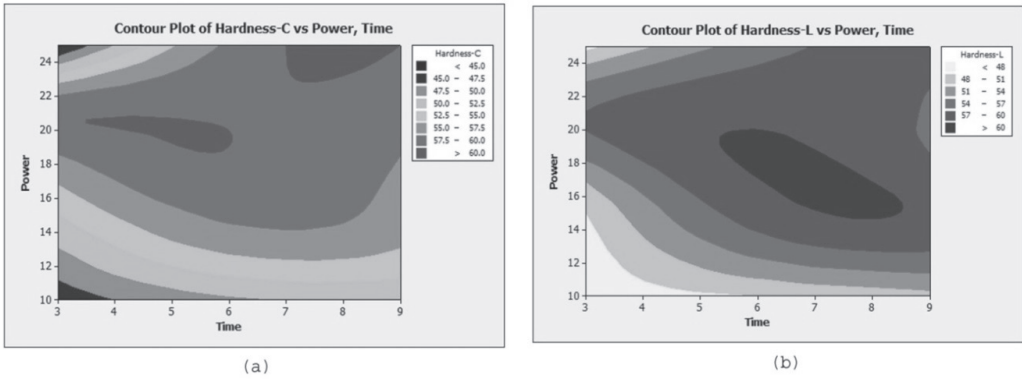 Contour Plot of Hardness-C vs Power, Time
Hardness-C
< 45.0
45.0 – 47.5
47.5 – 50.0
50.0 – 52.5
52.5 – 55.0
55.0 – 57.5
57.5 – 60.0
> 60.0
24
22
20
18
16
14
12
10
Power
3 4 5 6 7 8 9
Time
(a)
Contour Plot of Hardness-L vs Power, Time
Hardness-L
< 48
48 – 51
51 – 54
54 – 57
57 – 60
> 60
24
22
20
18
16
14
12
10
Power
3 4 5 6 7 8 9
Time
(b)